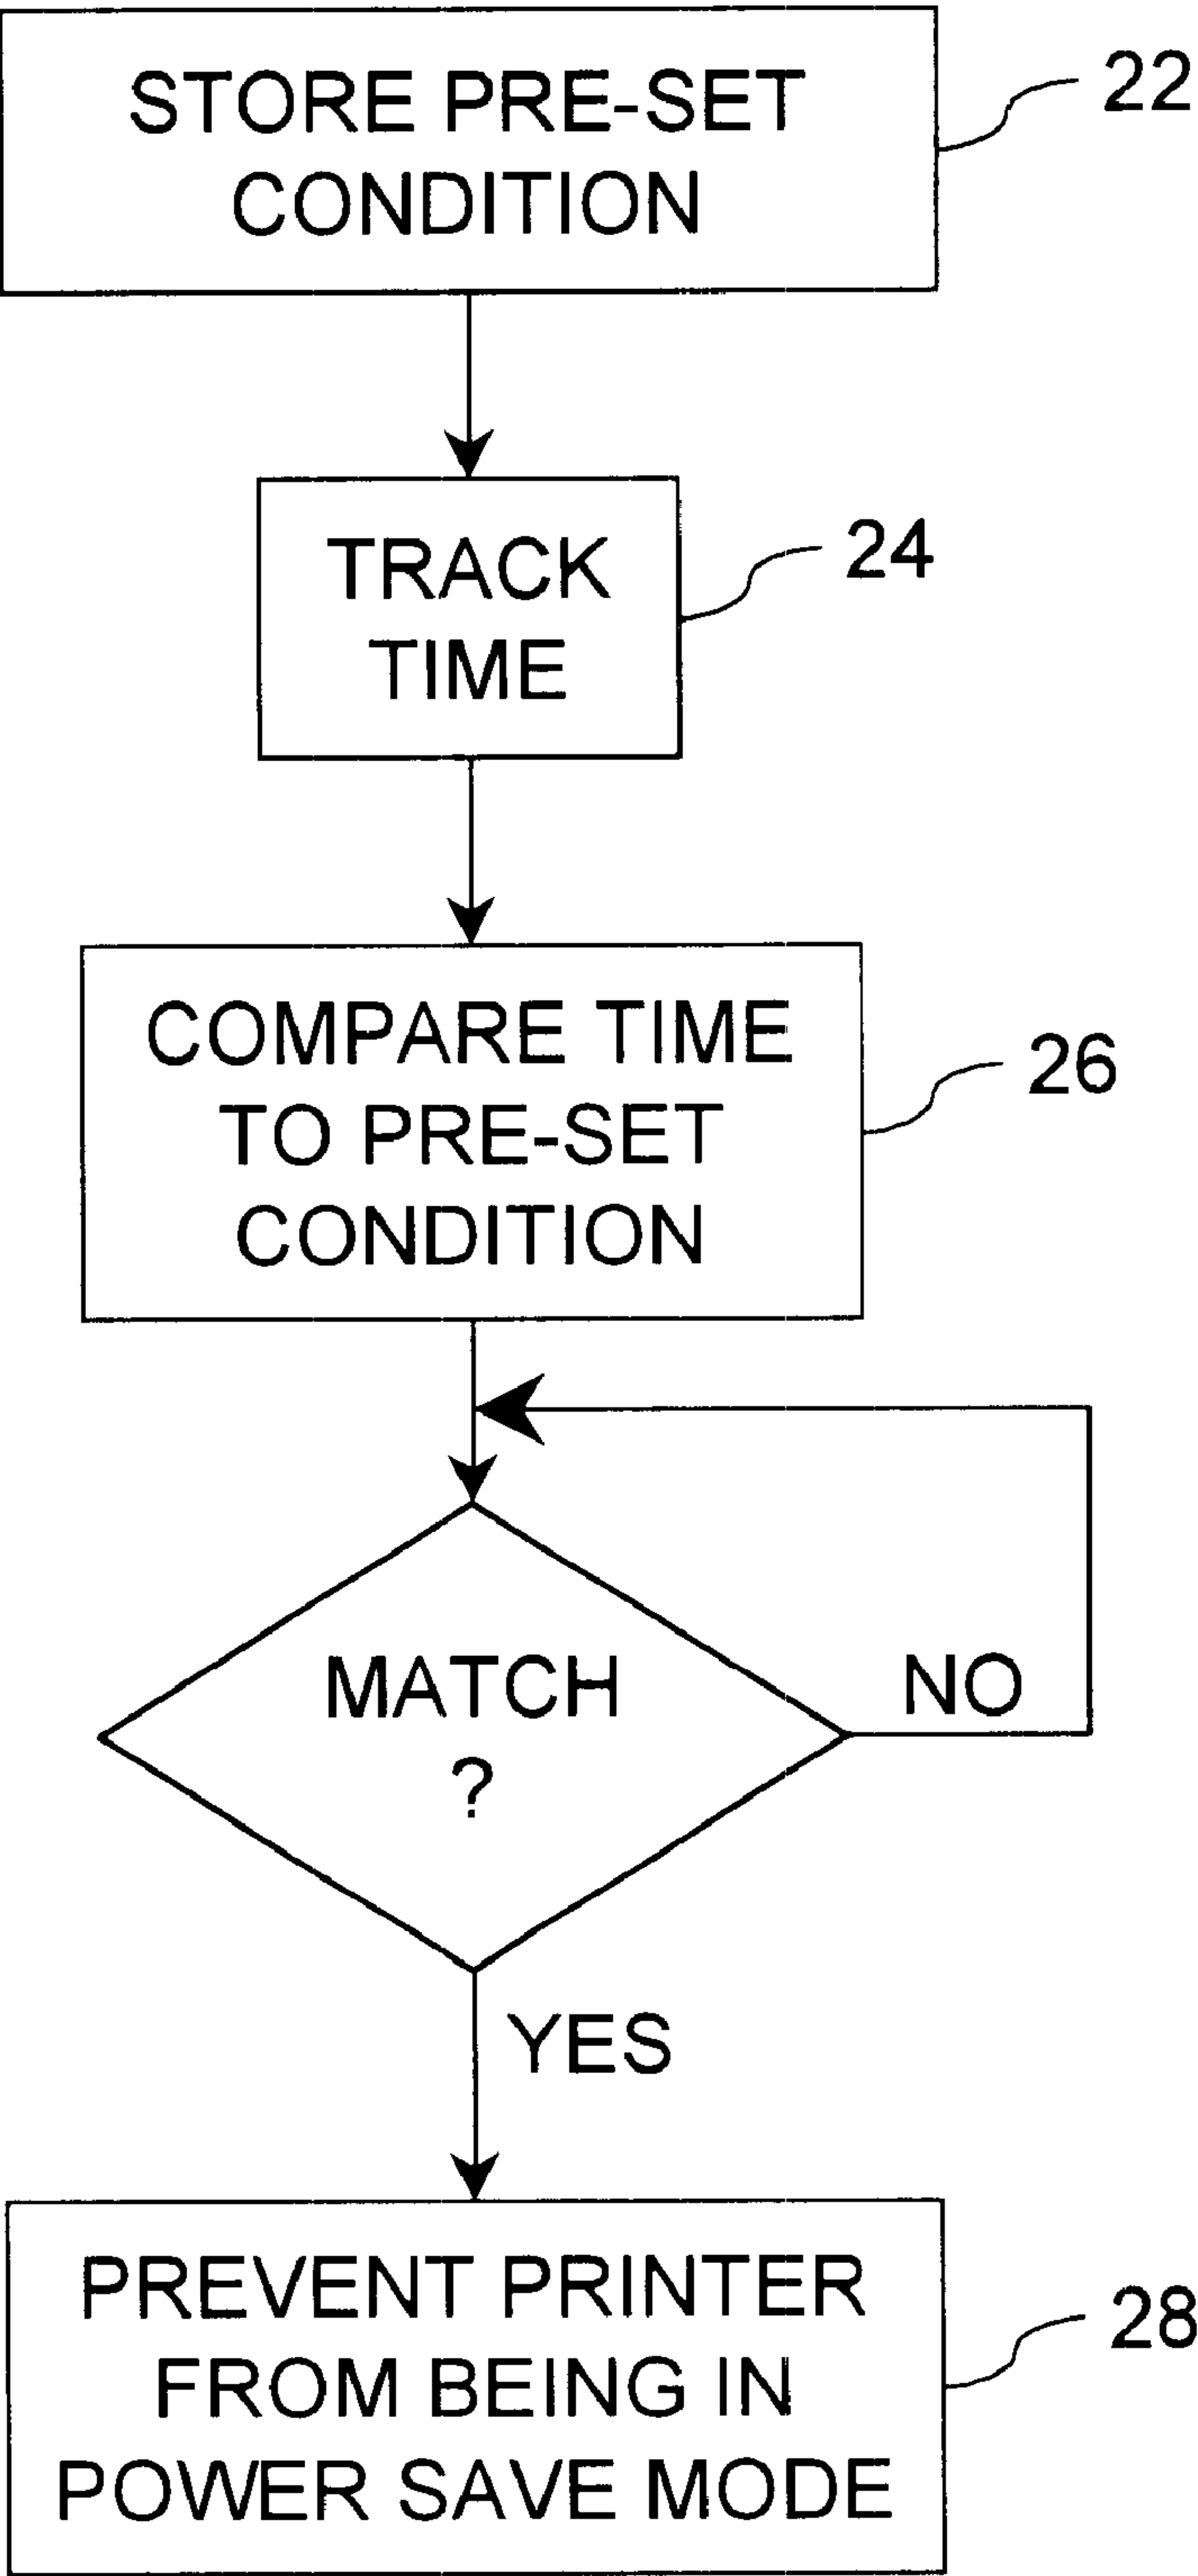 STORE PRE-SET
CONDITION
22
TRACK
TIME
24
COMPARE TIME
TO PRE-SET
CONDITION
26
MATCH
?
NO
YES
PREVENT PRINTER
FROM BEING IN
POWER SAVE MODE
28